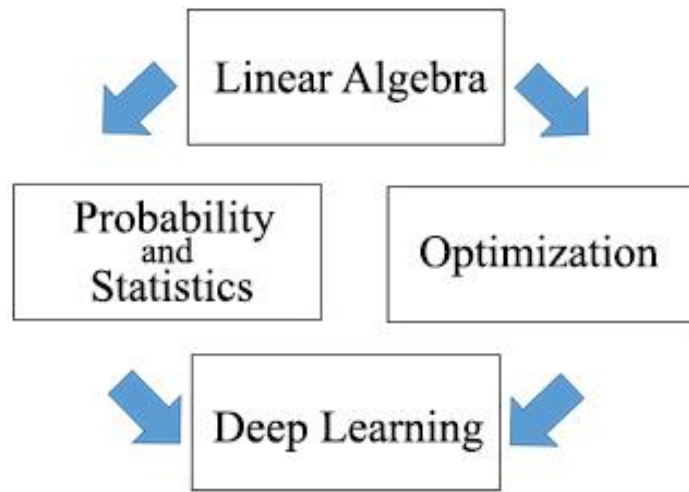 Linear Algebra
Probability
and
Statistics
Optimization
Deep Learning